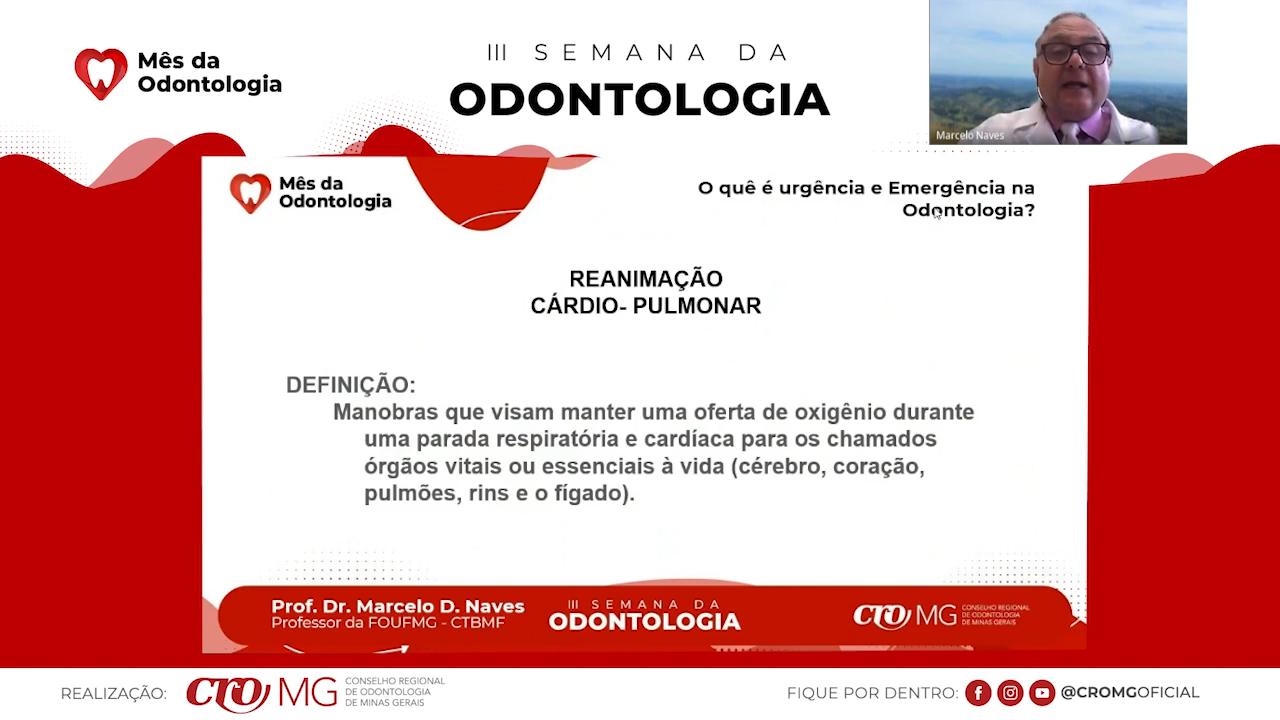 Mês da
Odontologia
III SEMANA DA
ODONTOLOGIA
Marcelo Naves
Mês da
Odontologia
O quê é urgência e Emergência na
Odontologia?
REANIMAÇÃO
CÁRDIO- PULMONAR
DEFINIÇÃO:
Manobras que visam manter uma oferta de oxigênio durante
uma parada respiratória e cardíaca para os chamados
órgãos vitais ou essenciais à vida (cérebro, coração,
pulmões, rins e o fígado).
Prof. Dr. Marcelo D. Naves
Professor da FOUFMG - CTBMF
III SEMANA DA
ODONTOLOGIA
CRO MG
CONSELHO REGIONAL
DE ODONTOLOGIA
DE MINAS GERAIS
REALIZAÇÃO:
CRO MG
CONSELHO REGIONAL
DE ODONTOLOGIA
DE MINAS GERAIS
FIQUE POR DENTRO:
@CROMGOFICIAL